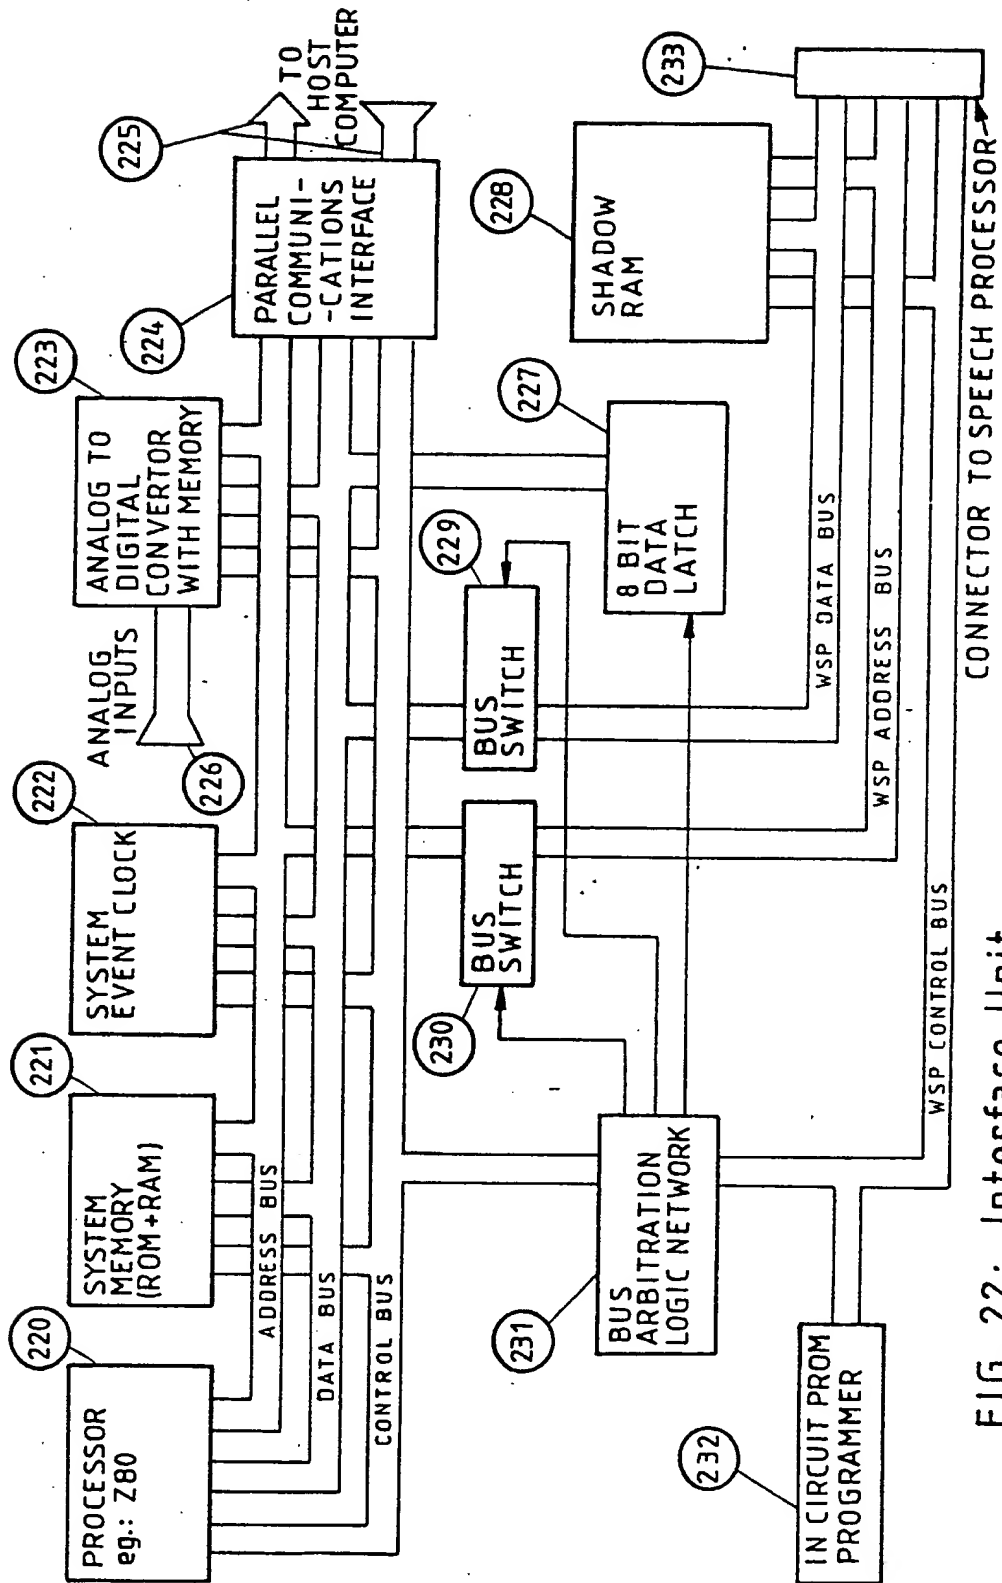 220
PROCESSOR
eg.: Z80
221
SYSTEM
MEMORY
(ROM+RAM)
222
SYSTEM
EVENT CLOCK
223
ANALOG TO
DIGITAL
CONVERTOR
WITH MEMORY
ANALOG
INPUTS
226
224
PARALLEL
COMMUNI-
-CATIONS
INTERFACE
225
TO
HOST
COMPUTER
ADDRESS BUS
DATA BUS
CONTROL BUS
231
BUS
ARBITRATION
LOGIC NETWORK
230
BUS
SWITCH
229
BUS
SWITCH
227
8 BIT
DATA
LATCH
228
SHADOW
RAM
233
232
IN CIRCUIT PROM
PROGRAMMER
WSP DATA BUS
WSP ADDRESS BUS
WSP CONTROL BUS
CONNECTOR TO SPEECH PROCESSOR
FIG. 22: Interface Unit